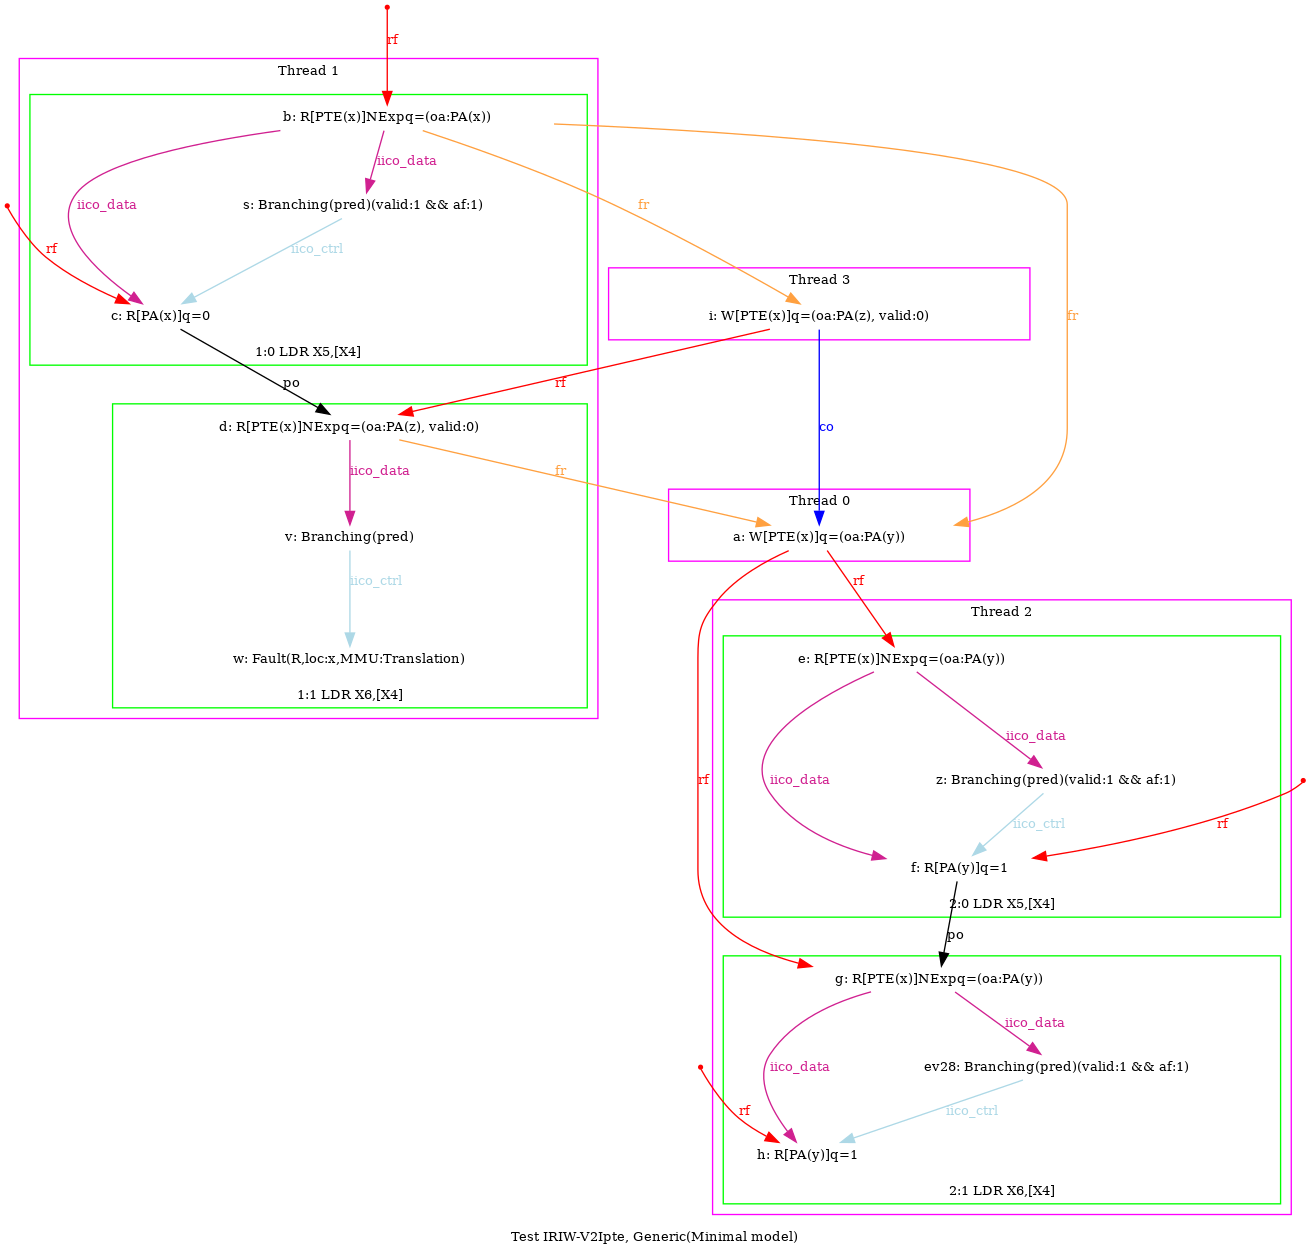 rf
Thread 1
b: R[PTE(x)]NExpq=(oa:PA(x))
iico_data
iico_data
s: Branching(pred)(valid:1 && af:1)
fr
rf
iico_ctrl
c: R[PA(x)]q=0
1:0 LDR X5,[X4]
Thread 3
i: W[PTE(x)]q=(oa:PA(z), valid:0)
fr
po
rf
d: R[PTE(x)]NExpq=(oa:PA(z), valid:0)
co
iico_data
fr
Thread 0
a: W[PTE(x)]q=(oa:PA(y))
v: Branching(pred)
iico_ctrl
rf
w: Fault(R,loc:x,MMU:Translation)
1:1 LDR X6,[X4]
Thread 2
e: R[PTE(x)]NExpq=(oa:PA(y))
iico_data
rf
iico_data
z: Branching(pred)(valid:1 && af:1)
iico_ctrl
rf
f: R[PA(y)]q=1
2:0 LDR X5,[X4]
po
g: R[PTE(x)]NExpq=(oa:PA(y))
iico_data
iico_data
ev28: Branching(pred)(valid:1 && af:1)
rf
iico_ctrl
h: R[PA(y)]q=1
2:1 LDR X6,[X4]
Test IRIW-V2Ipte, Generic(Minimal model)